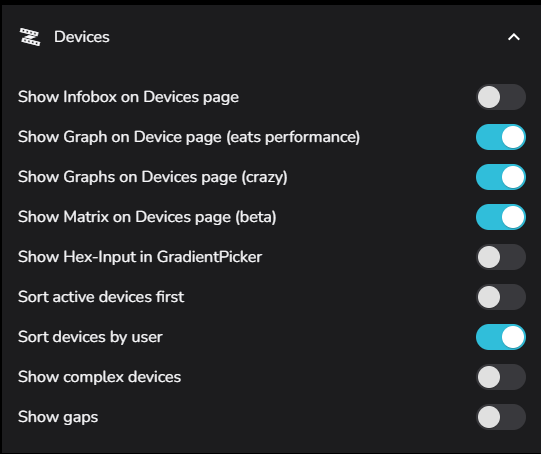 Devices
Show Infobox on Devices page
Show Graph on Device page (eats performance)
Show Graphs on Devices page (crazy)
Show Matrix on Devices page (beta)
Show Hex-Input in GradientPicker
Sort active devices first
Sort devices by user
Show complex devices
Show gaps